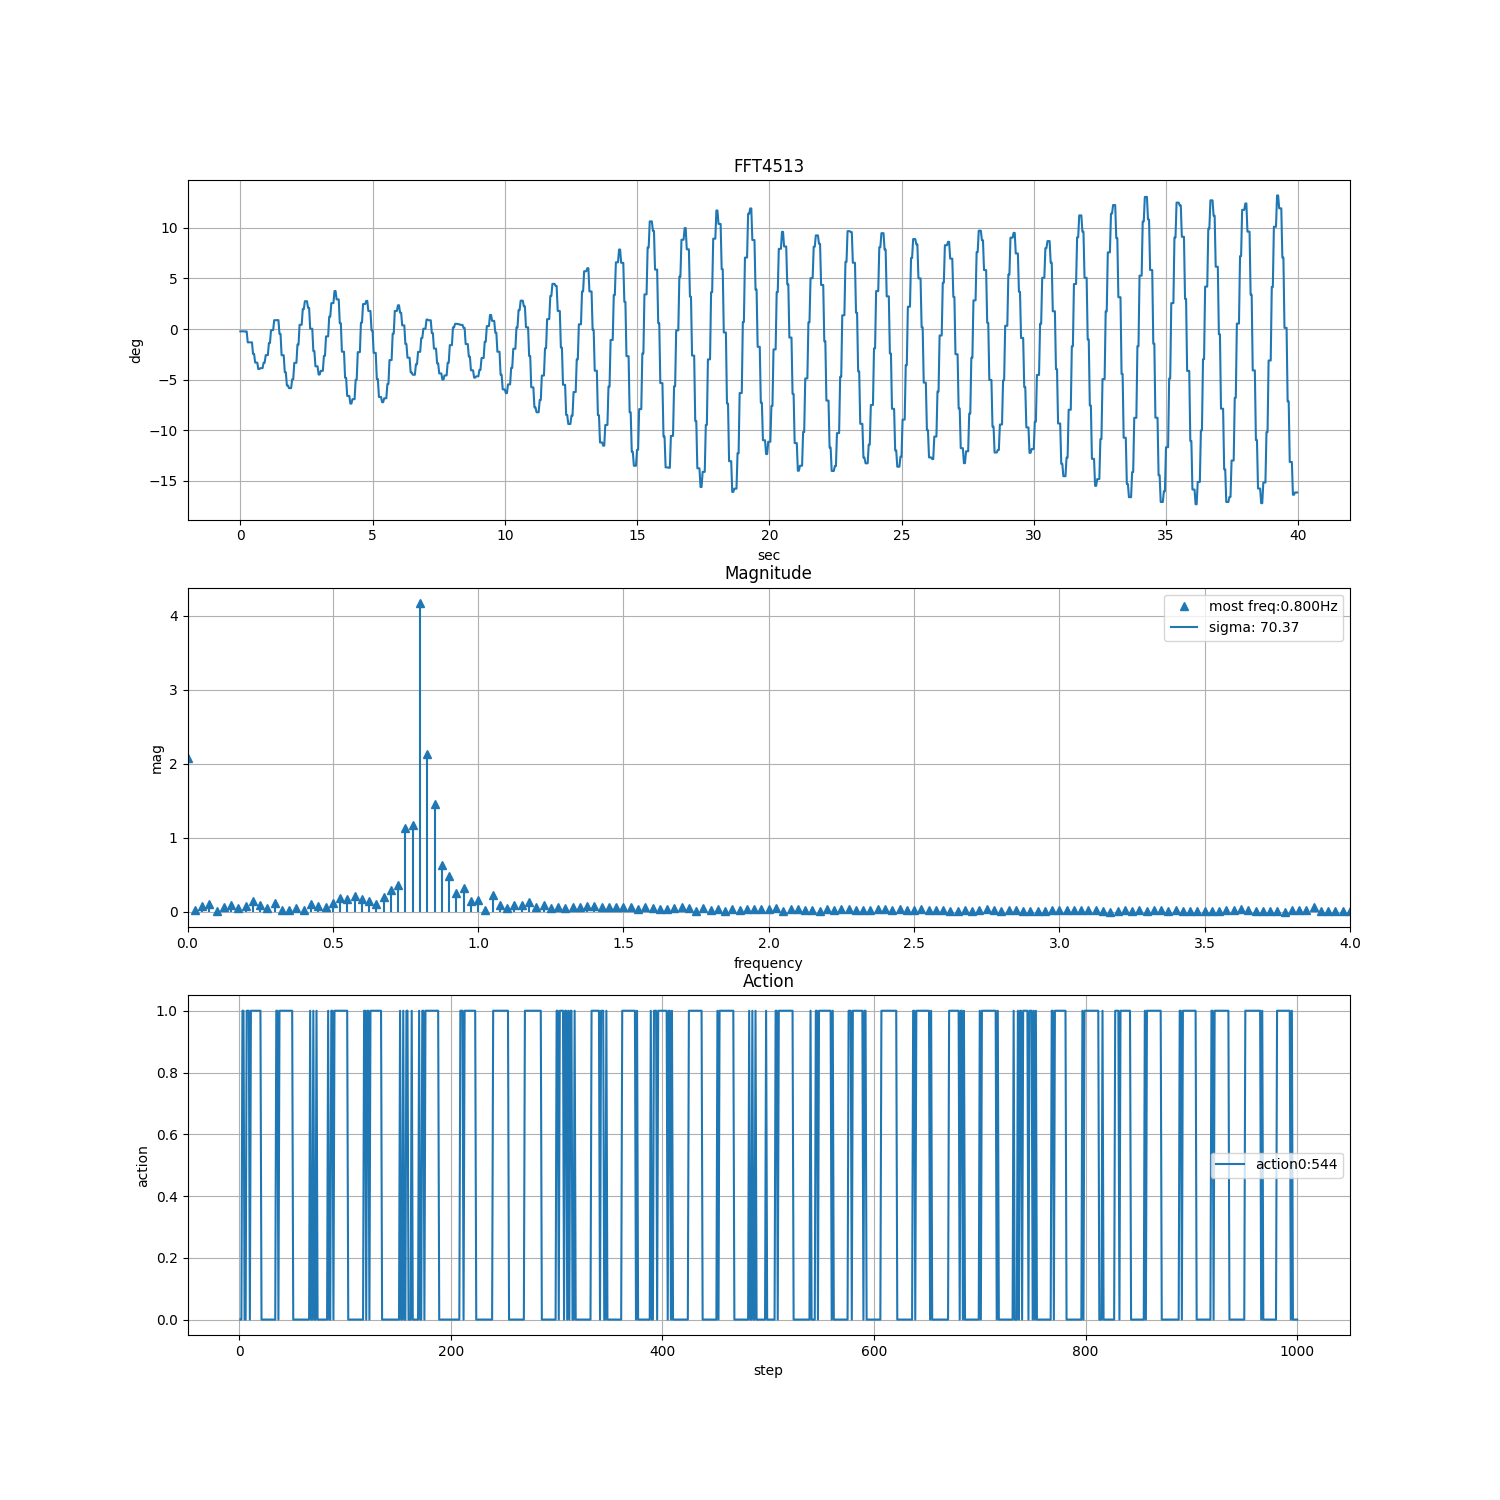 FFT4513
10
5
0
−5
−10
−15
deg
0 5 10 15 20 25 30 35 40
sec
Magnitude
most freq:0.800Hz
sigma: 70.37
4
3
2
1
0
mag
0.0 0.5 1.0 1.5 2.0 2.5 3.0 3.5 4.0
frequency
Action
1.0
0.8
0.6
0.4
0.2
0.0
action
action0:544
0 200 400 600 800 1000
step